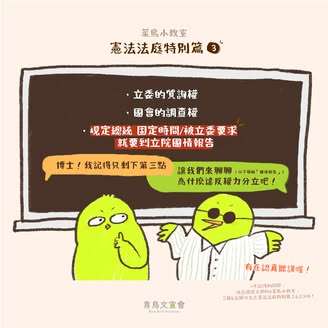 菜鳥小教室
憲法法庭特別篇 3
・立委的質詢權
・國會的調查權
・規定總統 固定時間/被立委要求
就要到立院國情報告
博士！我記得只剩下第三點
讓我們來聊聊
為什麼違反權力分立吧！
有在認真聽課喔！
青鳥文宣會